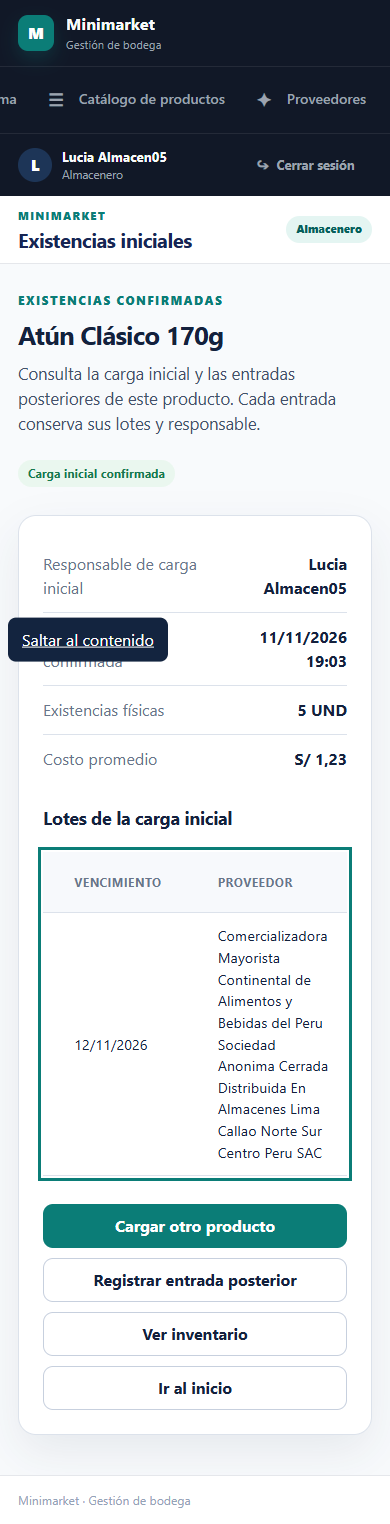 M
Minimarket
Gestión de bodega
ma
Catálogo de productos
Proveedores
L
Lucia Almacen05
Almacenero
Cerrar sesión
MINIMARKET
Existencias iniciales
Almacenero
EXISTENCIAS CONFIRMADAS
Atún Clásico 170g
Consulta la carga inicial y las entradas
posteriores de este producto. Cada entrada
conserva sus lotes y responsable.
Carga inicial confirmada
Responsable de carga
inicial
Lucia
Almacen05
Saltar al contenido
confirmada
11/11/2026
19:03
Existencias físicas
5 UND
Costo promedio
S/ 1,23
Lotes de la carga inicial
VENCIMIENTO
PROVEEDOR
12/11/2026
Comercializadora
Mayorista
Continental de
Alimentos y
Bebidas del Peru
Sociedad
Anonima Cerrada
Distribuida En
Almacenes Lima
Callao Norte Sur
Centro Peru SAC
Cargar otro producto
Registrar entrada posterior
Ver inventario
Ir al inicio
Minimarket · Gestión de bodega